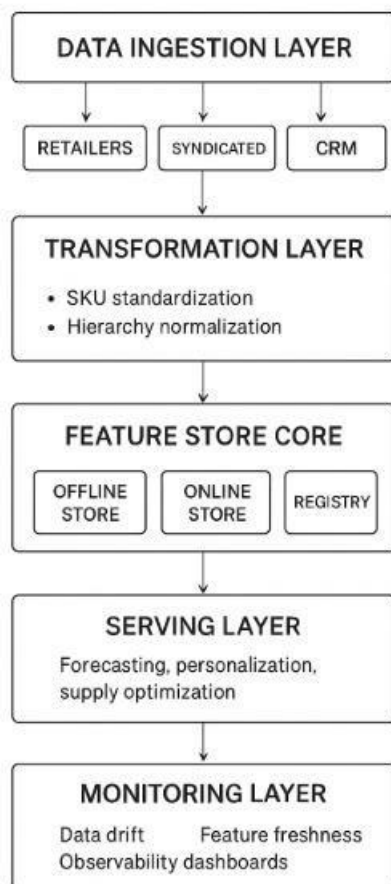 DATA INGESTION LAYER
RETAILERS
SYNDICATED
CRM
TRANSFORMATION LAYER
• SKU standardization
• Hierarchy normalization
FEATURE STORE CORE
OFFLINE
STORE
ONLINE
STORE
REGISTRY
SERVING LAYER
Forecasting, personalization,
supply optimization
MONITORING LAYER
Data drift Feature freshness
Observability dashboards